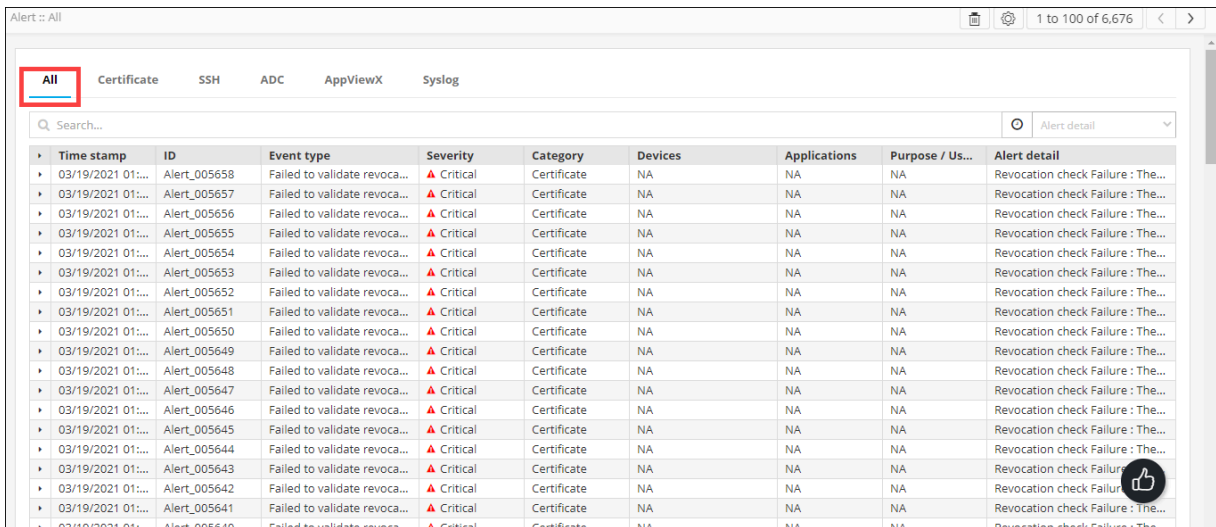 Alert :: All 1 to 100 of 6,676
All Certificate SSH ADC AppViewX Syslog
Search... Alert detail
Time stamp ID Event type Severity Category Devices Applications Purpose / Us... Alert detail
03/19/2021 01:... Alert_005658 Failed to validate revoca... Critical Certificate NA NA NA Revocation check Failure : The...
03/19/2021 01:... Alert_005657 Failed to validate revoca... Critical Certificate NA NA NA Revocation check Failure : The...
03/19/2021 01:... Alert_005656 Failed to validate revoca... Critical Certificate NA NA NA Revocation check Failure : The...
03/19/2021 01:... Alert_005655 Failed to validate revoca... Critical Certificate NA NA NA Revocation check Failure : The...
03/19/2021 01:... Alert_005654 Failed to validate revoca... Critical Certificate NA NA NA Revocation check Failure : The...
03/19/2021 01:... Alert_005653 Failed to validate revoca... Critical Certificate NA NA NA Revocation check Failure : The...
03/19/2021 01:... Alert_005652 Failed to validate revoca... Critical Certificate NA NA NA Revocation check Failure : The...
03/19/2021 01:... Alert_005651 Failed to validate revoca... Critical Certificate NA NA NA Revocation check Failure : The...
03/19/2021 01:... Alert_005650 Failed to validate revoca... Critical Certificate NA NA NA Revocation check Failure : The...
03/19/2021 01:... Alert_005649 Failed to validate revoca... Critical Certificate NA NA NA Revocation check Failure : The...
03/19/2021 01:... Alert_005648 Failed to validate revoca... Critical Certificate NA NA NA Revocation check Failure : The...
03/19/2021 01:... Alert_005647 Failed to validate revoca... Critical Certificate NA NA NA Revocation check Failure : The...
03/19/2021 01:... Alert_005646 Failed to validate revoca... Critical Certificate NA NA NA Revocation check Failure : The...
03/19/2021 01:... Alert_005645 Failed to validate revoca... Critical Certificate NA NA NA Revocation check Failure : The...
03/19/2021 01:... Alert_005644 Failed to validate revoca... Critical Certificate NA NA NA Revocation check Failure : The...
03/19/2021 01:... Alert_005643 Failed to validate revoca... Critical Certificate NA NA NA Revocation check
03/19/2021 01:... Alert_005642 Failed to validate revoca... Critical Certificate NA NA NA Revocation check
03/19/2021 01:... Alert_005641 Failed to validate revoca... Critical Certificate NA NA NA Revocation check Failure : The...